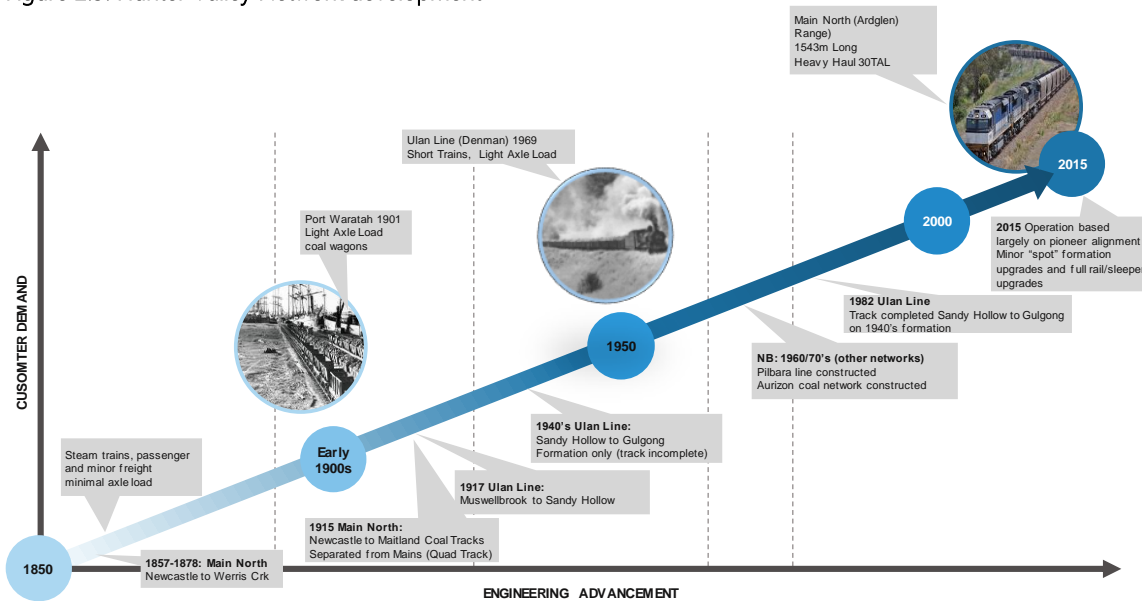 Main North (Ardglen)
Range)
1543m Long
Heavy Haul 30TAL
Ulan Line (Denman) 1969
Short Trains, Light Axle Load
2015
Port Waratah 1901
Light Axle Load
coal wagons
2000
2015 Operation based
largely on pioneer alignment
Minor "spot" formation
upgrades and full rail/sleeper
upgrades
CUSOMTER DEMAND
1982 Ulan Line
Track completed Sandy Hollow to Gulgong
on 1940's formation
1950
NB: 1960/70's (other networks)
Pilbara line constructed
Aurizon coal network constructed
1940's Ulan Line:
Sandy Hollow to Gulgong
Formation only (track incomplete)
Early
1900s
Steam trains, passenger
and minor freight
minimal axle load
1917 Ulan Line:
Muswellbrook to Sandy Hollow
1915 Main North:
Newcastle to Maitland Coal Tracks
Separated from Mains (Quad Track)
1850
1857-1878: Main North
Newcastle to Werris Crk
ENGINEERING ADVANCEMENT